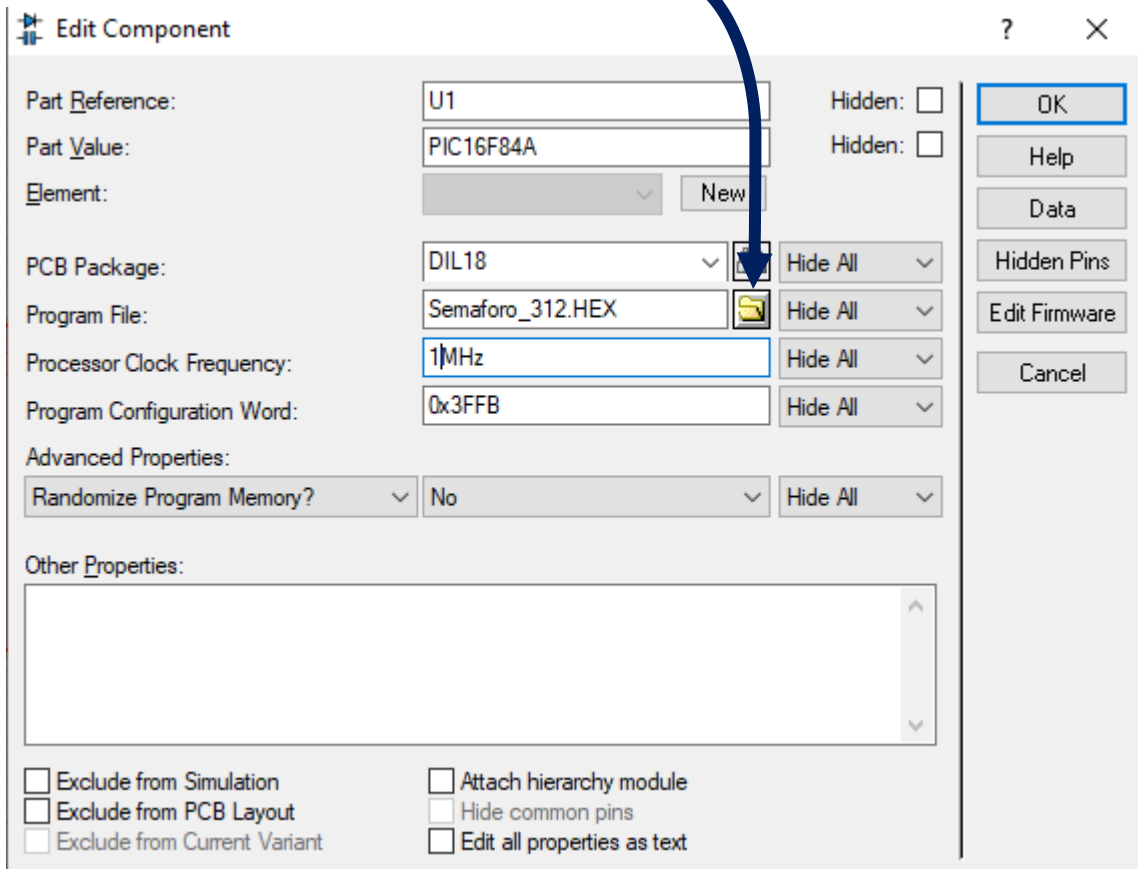 Edit Component
?
Part Reference: U1 Hidden:
OK
Part Value: PIC16F84A Hidden:
Help
Element: New
Data
PCB Package: DIL18 Hide All
Hidden Pins
Program File: Semaforo_312.HEX Hide All
Edit Firmware
Processor Clock Frequency: 1MHz Hide All
Cancel
Program Configuration Word: 0x3FFB Hide All
Advanced Properties:
Randomize Program Memory? No Hide All
Other Properties:
Exclude from Simulation Attach hierarchy module
Exclude from PCB Layout Hide common pins
Exclude from Current Variant Edit all properties as text